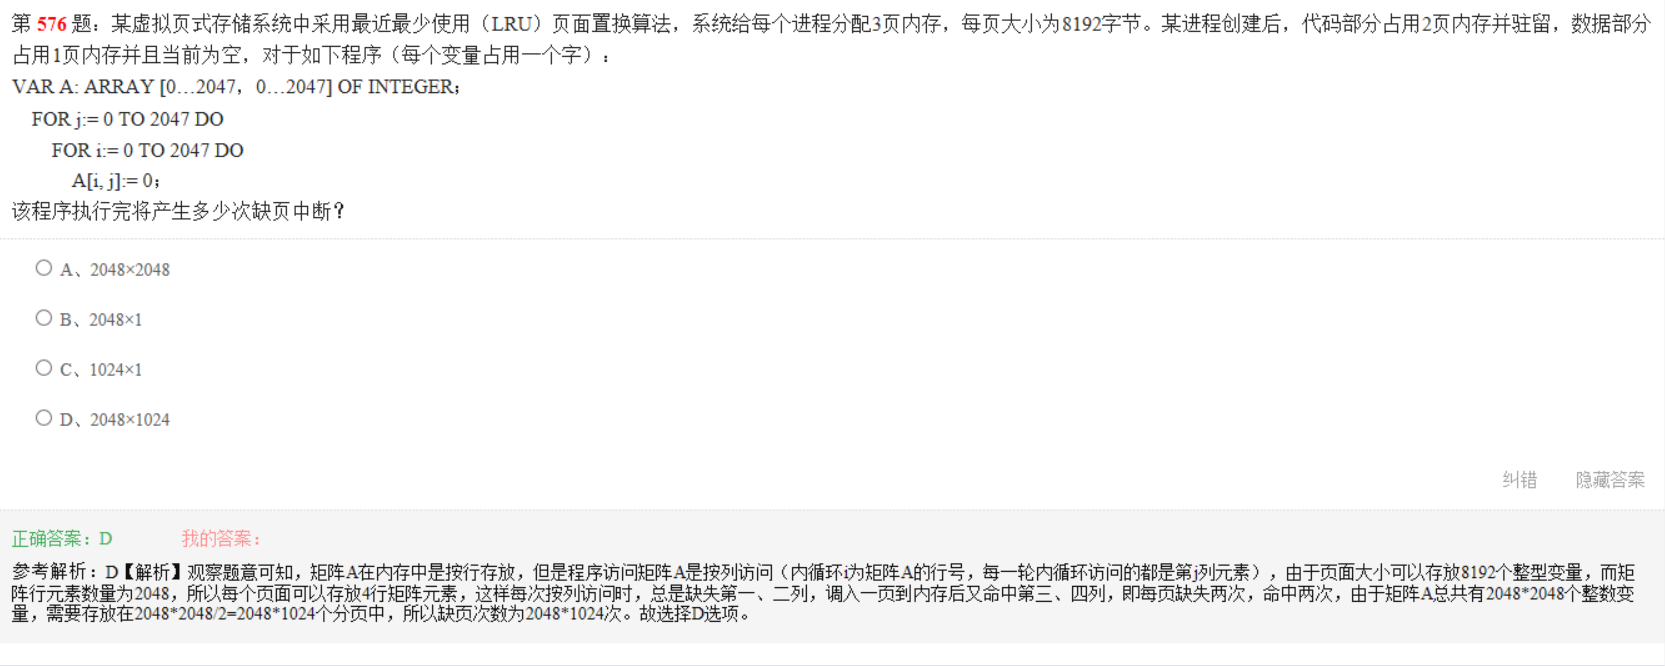 第 576 题：某虚拟页式存储系统中采用最近最少使用（LRU）页面置换算法，系统给每个进程分配3页内存，每页大小为8192字节。某进程创建后，代码部分占用2页内存并驻留，数据部分
占用1页内存并且当前为空，对于如下程序（每个变量占用一个字）：
VAR A: ARRAY [0…2047，0…2047] OF INTEGER；
FOR j:= 0 TO 2047 DO
FOR i:= 0 TO 2047 DO
A[i, j]:= 0；
该程序执行完将产生多少次缺页中断？
A、2048×2048
B、2048×1
C、1024×1
D、2048×1024
纠错 隐藏答案
正确答案：D 我的答案：
参考解析：D【解析】观察题意可知，矩阵A在内存中是按行存放，但是程序访问矩阵A是按列访问（内循环i为矩阵A的行号，每一轮内循环访问的都是第j列元素），由于页面大小可以存放8192个整型变量，而矩
阵行元素数量为2048，所以每个页面可以存放4行矩阵元素，这样每次按列访问时，总是缺失第一、二列，调入一页到内存后又命中第三、四列，即每页缺失两次，命中两次，由于矩阵A总共有2048*2048个整数变
量，需要存放在2048*2048/2=2048*1024个分页中，所以缺页次数为2048*1024次。故选择D选项。